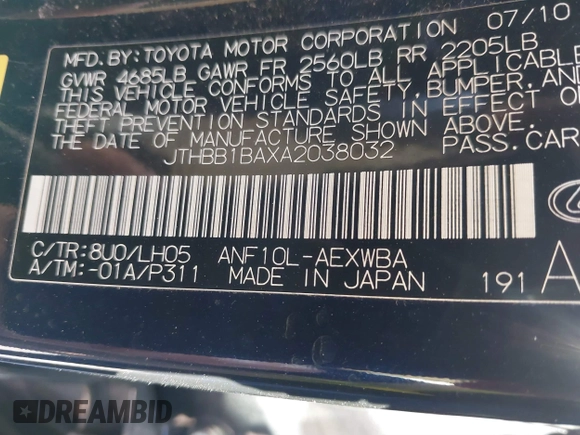 MFD. BY: TOYOTA MOTOR CORPORATION 07/10
GVWR 4685LB GAWR FR 2560LB RR 2205LB
THIS VEHICLE CONFORMS TO ALL APPLICABLE
FEDERAL MOTOR VEHICLE SAFETY, BUMPER, AND
THEFT PREVENTION STANDARDS IN EFFECT O
THE DATE OF MANUFACTURE SHOWN
JTHBB1BAXA2038032 PASS. CAR
C/TR: 8U0/LH05 ANF10L-AEXWBA
A/TM: -01A/P311 MADE IN JAPAN 191 A
DREAMBID